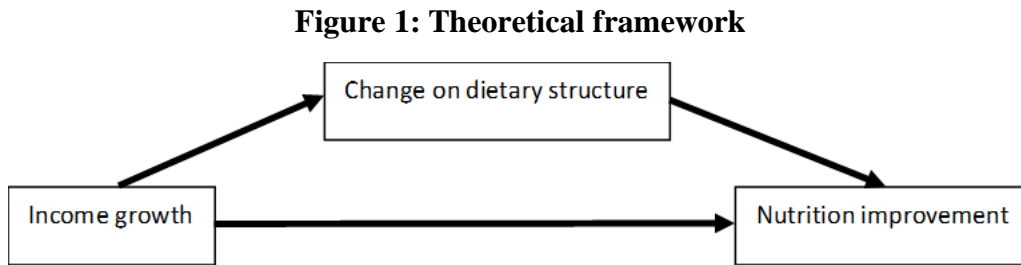 Figure 1: Theoretical framework
Change on dietary structure
Income growth
Nutrition improvement